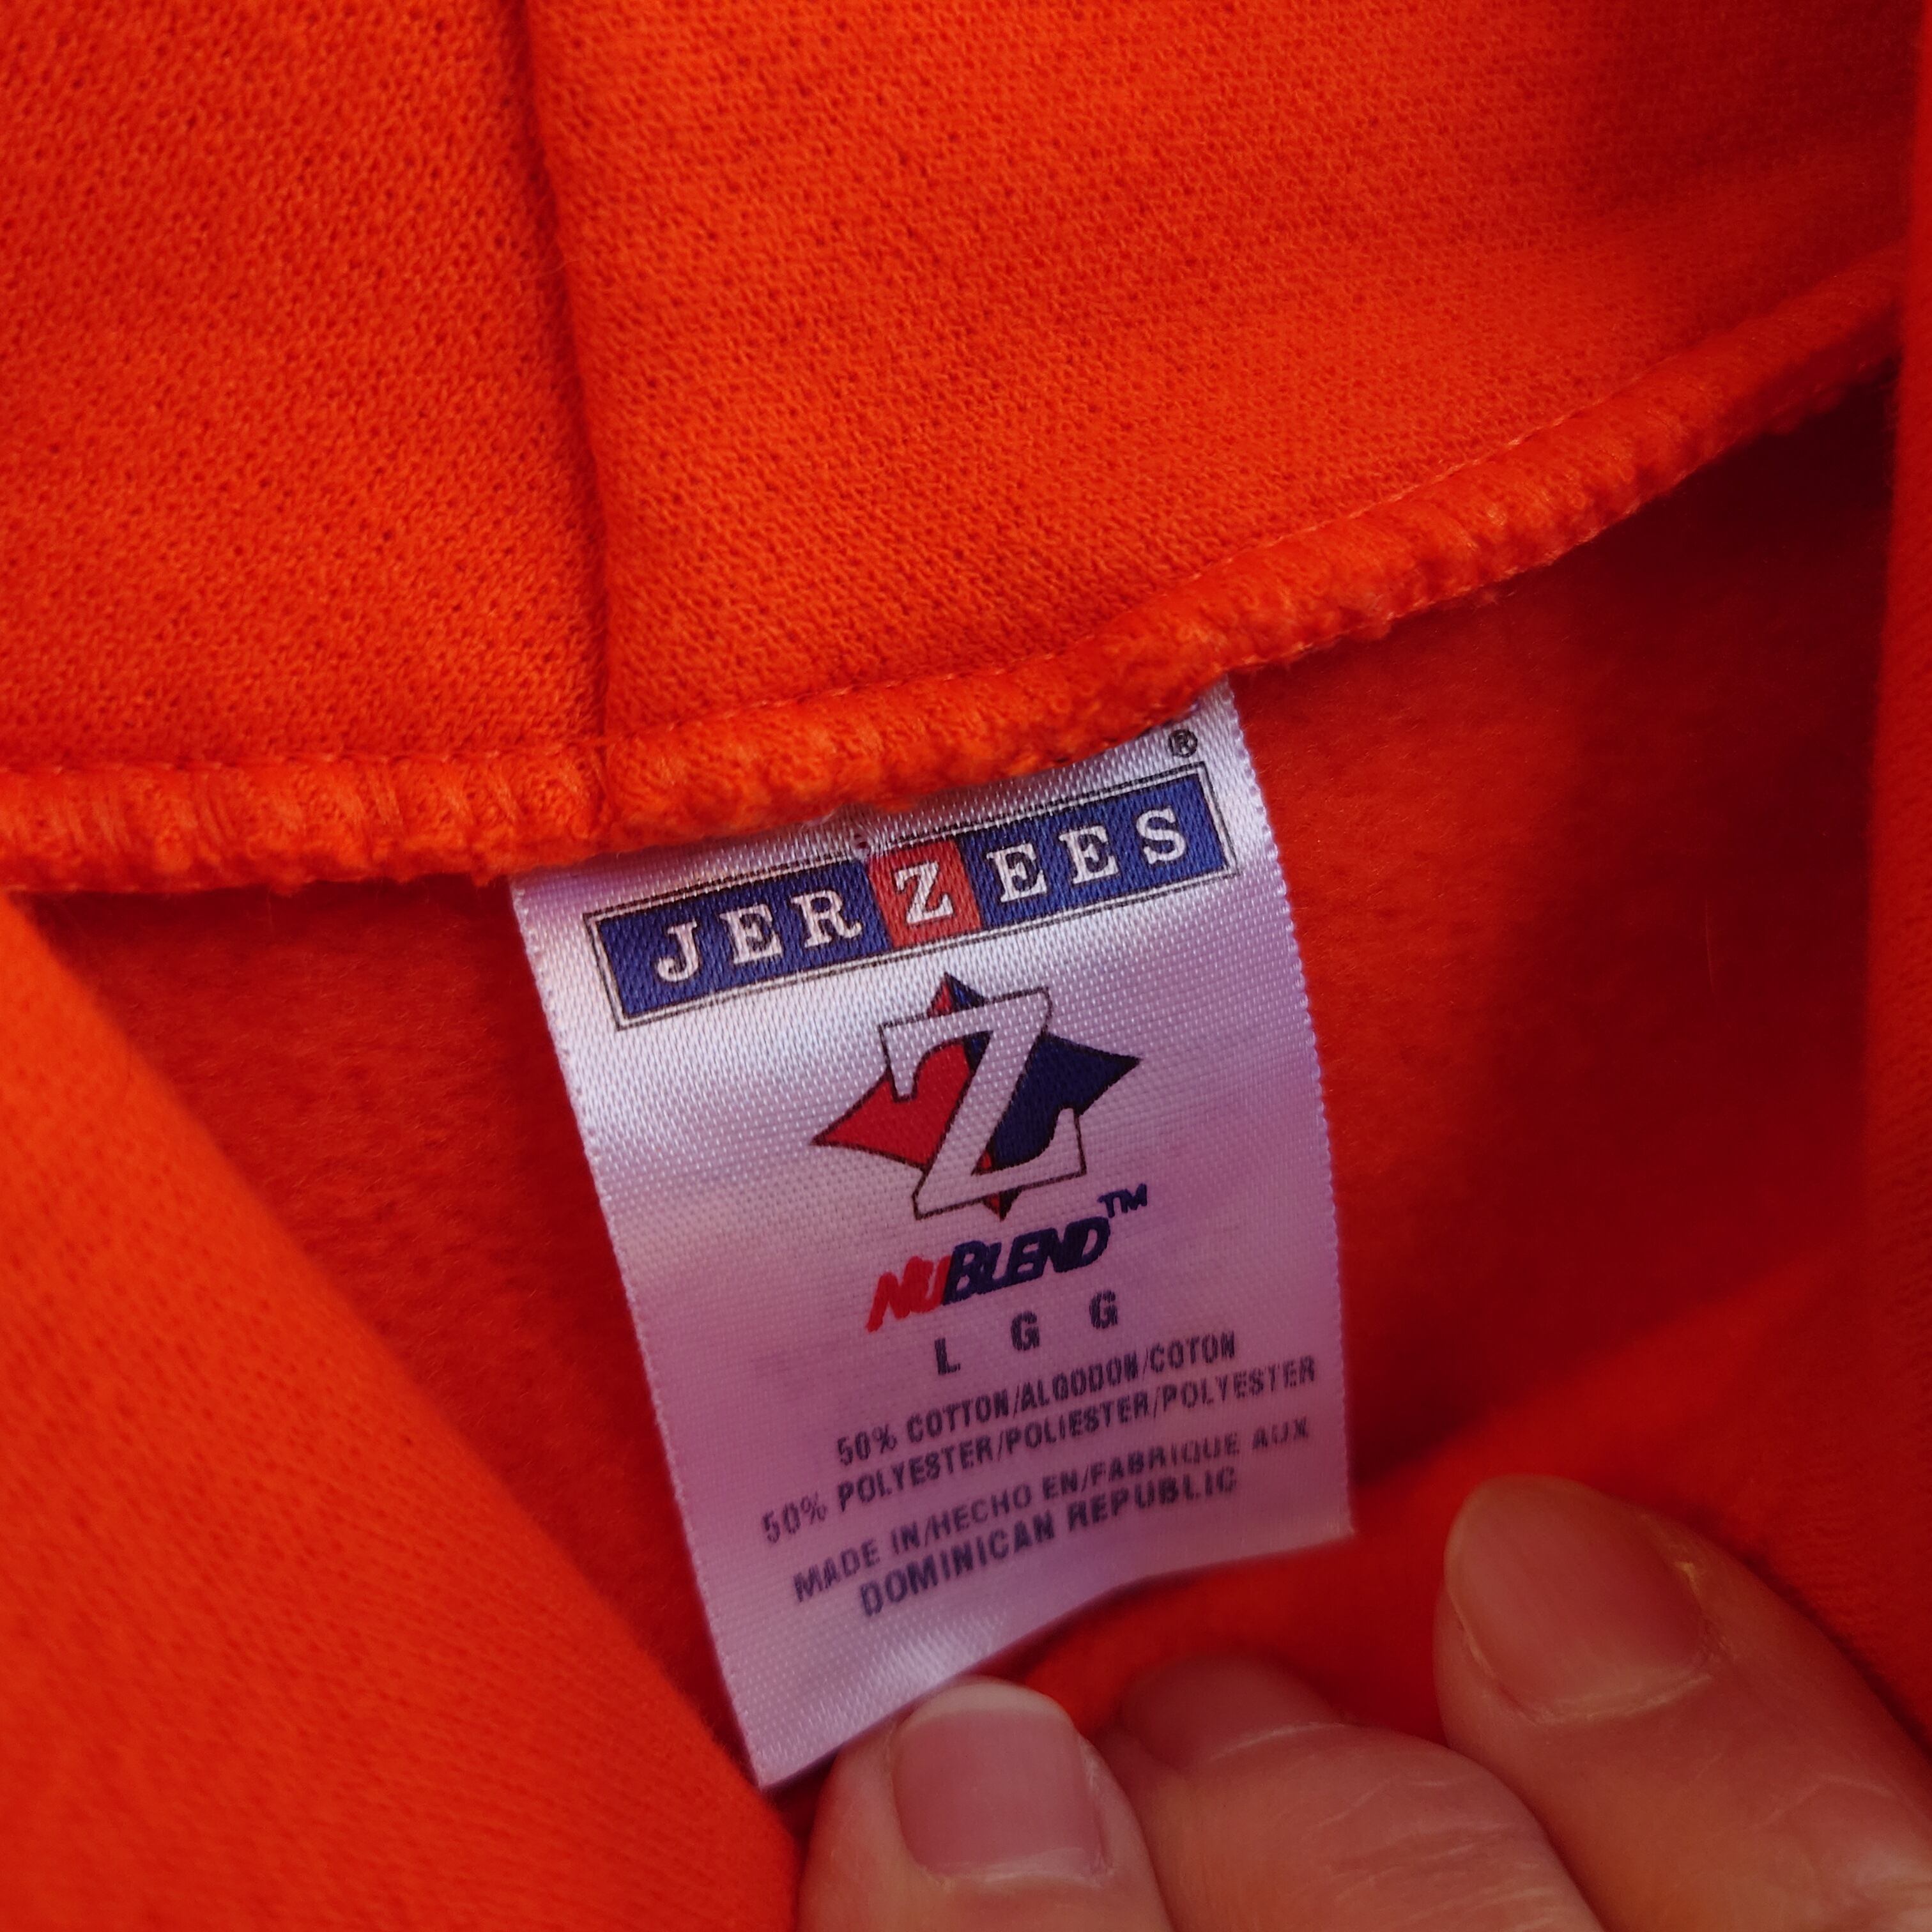 ®
JERZEES
Z
NUBLEND™
L G G
50% COTTON/ALGODON/COTON
50% POLYESTER/POLIESTER/POLYESTER
MADE IN/HECHO EN/FABRIQUE AUX
DOMINICAN REPUBLIC